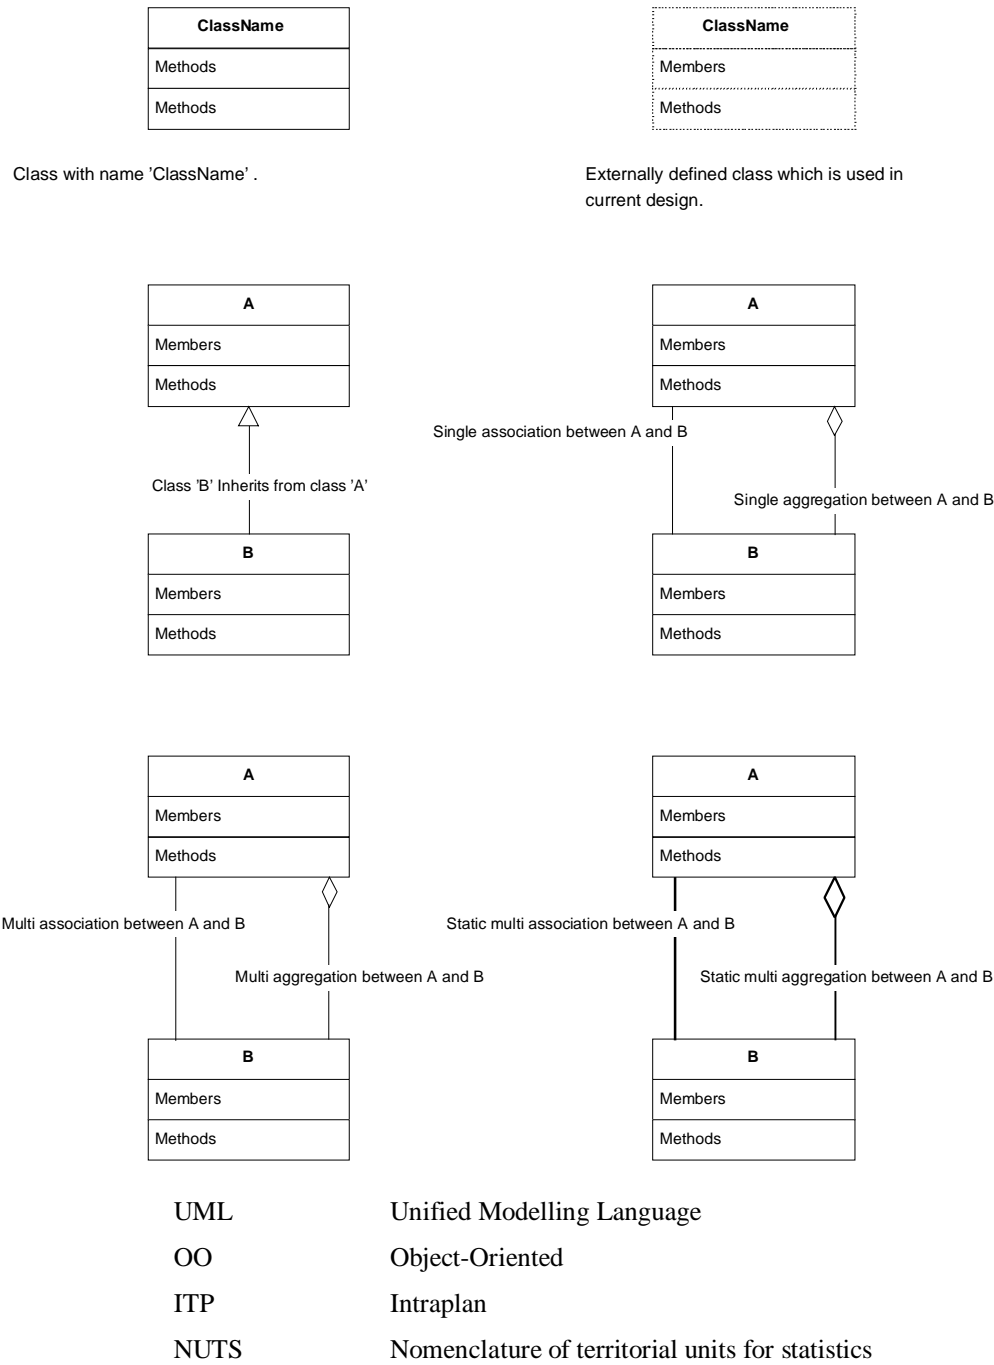 ClassName
Methods
Methods
Class with name 'ClassName' .
ClassName
Members
Methods
Externally defined class which is used in
current design.
A
Members
Methods
Class 'B' Inherits from class 'A'
B
Members
Methods
A
Members
Methods
Single association between A and B
Single aggregation between A and B
B
Members
Methods
A
Members
Methods
Multi association between A and B
Multi aggregation between A and B
B
Members
Methods
A
Members
Methods
Static multi association between A and B
Static multi aggregation between A and B
B
Members
Methods
UML Unified Modelling Language
OO Object-Oriented
ITP Intraplan
NUTS Nomenclature of territorial units for statistics